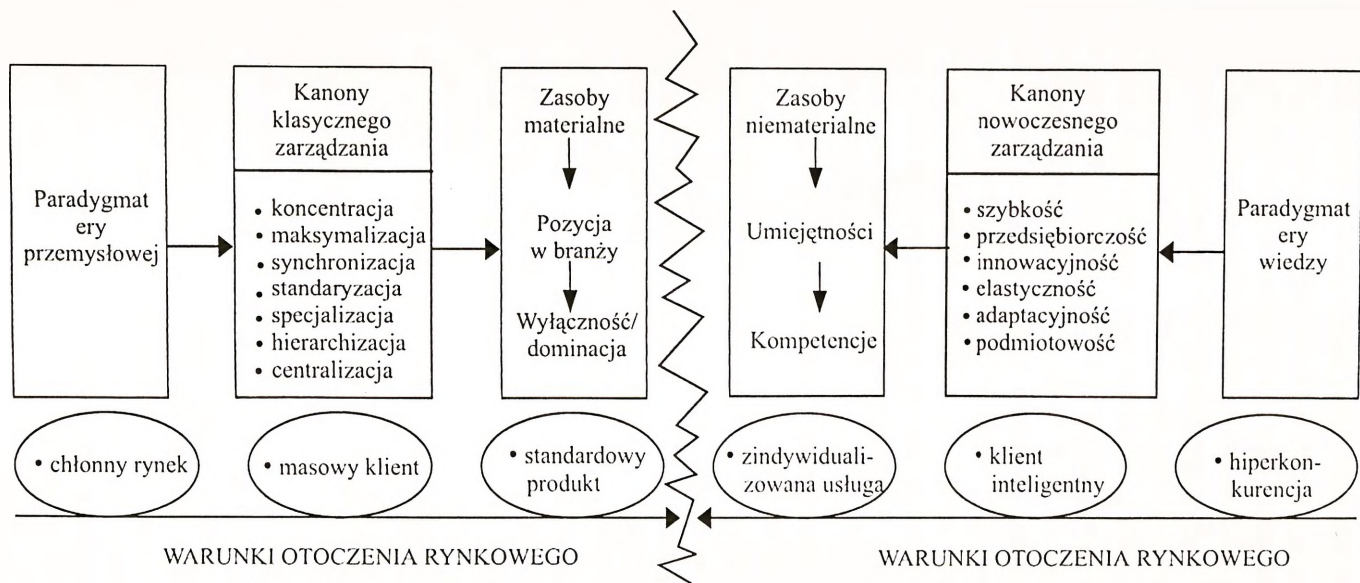 Paradygmat
ery
przemysłowej
Kanony
klasycznego
zarządzania
• koncentracja
• maksymalizacja
• synchronizacja
• standaryzacja
• specjalizacja
• hierarchizacja
• centralizacja
Zasoby
materialne
Pozycja
w branży
Wyłączność/
dominacja
Zasoby
niematerialne
Umiejętności
Kompetencje
Kanony
nowoczesnego
zarządzania
• szybkość
• przedsiębiorczość
• innowacyjność
• elastyczność
• adaptacyjność
• podmiotowość
Paradygmat
ery
wiedzy
• chłonny rynek
• masowy klient
• standardowy
produkt
• zindywiduali-
zowana usługa
• klient
inteligentny
• hiperkon-
kurencja
WARUNKI OTOCZENIA RYNKOWEGO
WARUNKI OTOCZENIA RYNKOWEGO